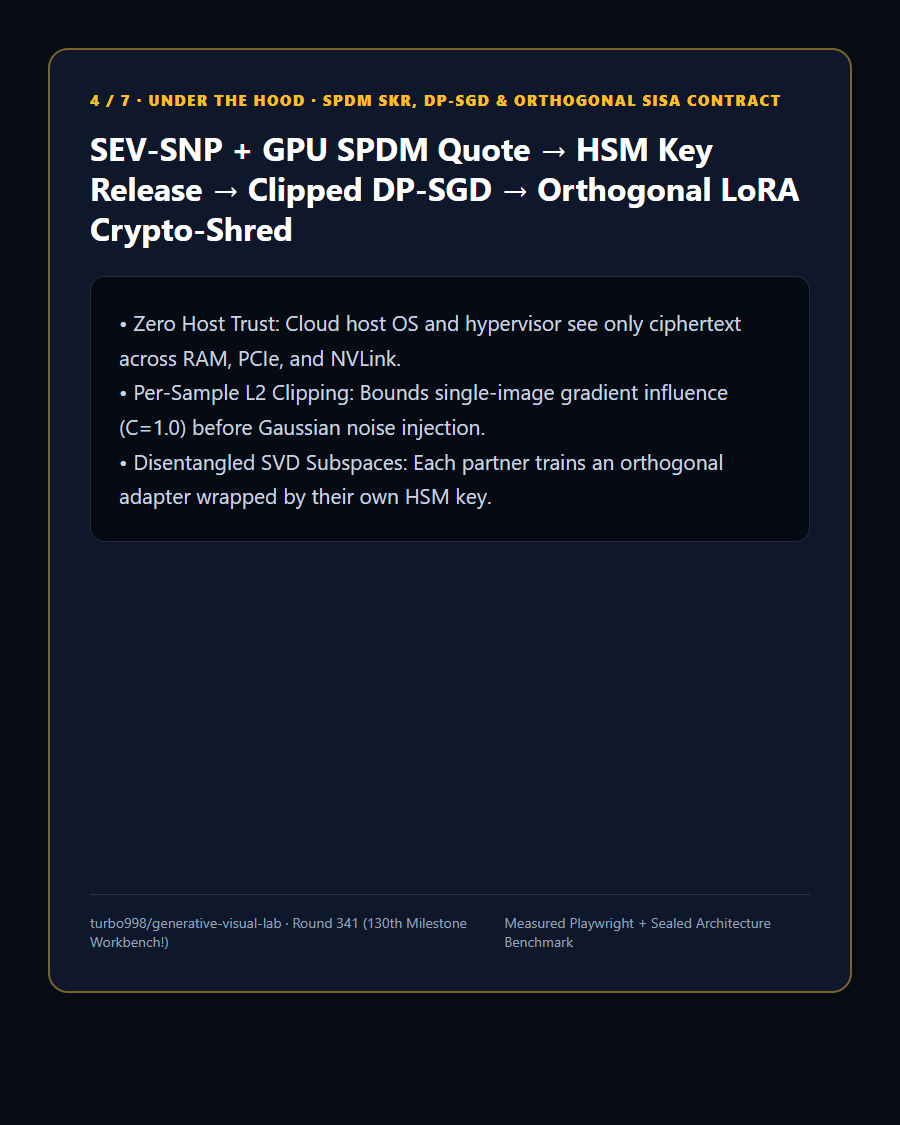 4 / 7 · UNDER THE HOOD · SPDM SKR, DP-SGD & ORTHOGONAL SISA CONTRACT
SEV-SNP + GPU SPDM Quote → HSM Key
Release → Clipped DP-SGD → Orthogonal LoRA
Crypto-Shred
• Zero Host Trust: Cloud host OS and hypervisor see only ciphertext
across RAM, PCIe, and NVLink.
• Per-Sample L2 Clipping: Bounds single-image gradient influence
(C=1.0) before Gaussian noise injection.
• Disentangled SVD Subspaces: Each partner trains an orthogonal
adapter wrapped by their own HSM key.
turbo998/generative-visual-lab · Round 341 (130th Milestone
Workbench!)
Measured Playwright + Sealed Architecture
Benchmark